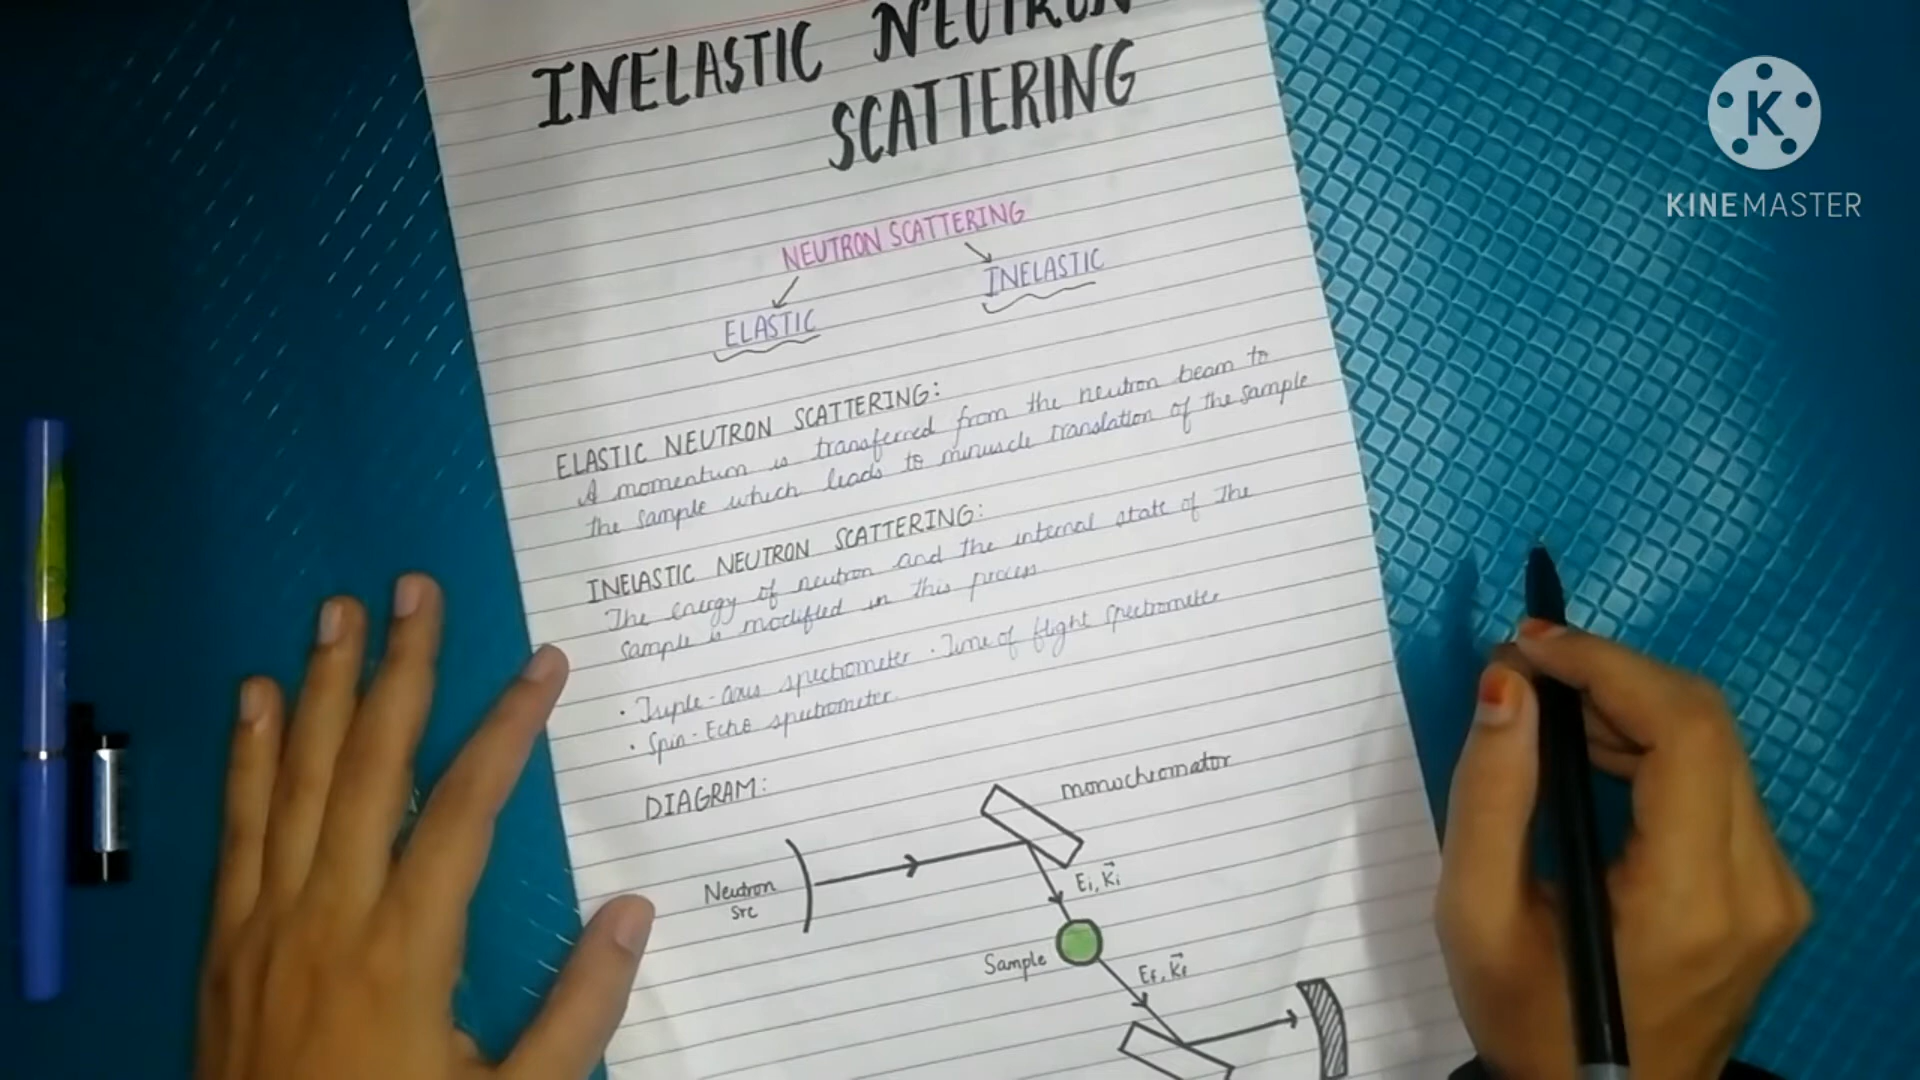 INELASTIC NEUTRON
SCATTERING
NEUTRON SCATTERING
ELASTIC
INELASTIC
ELASTIC NEUTRON SCATTERING:
A momentum is transferred from the neutron beam to
the sample which leads to minuscule translation of the sample
INELASTIC NEUTRON SCATTERING:
The energy of neutron and the internal state of the
sample is modified in this process
• Triple-axis spectrometer • Time of flight spectrometer
• Spin-Echo spectrometer.
DIAGRAM:
monochromator
Neutron
src
Ei, K⃗i
Sample
Ef, K⃗f
K
KINEMASTER